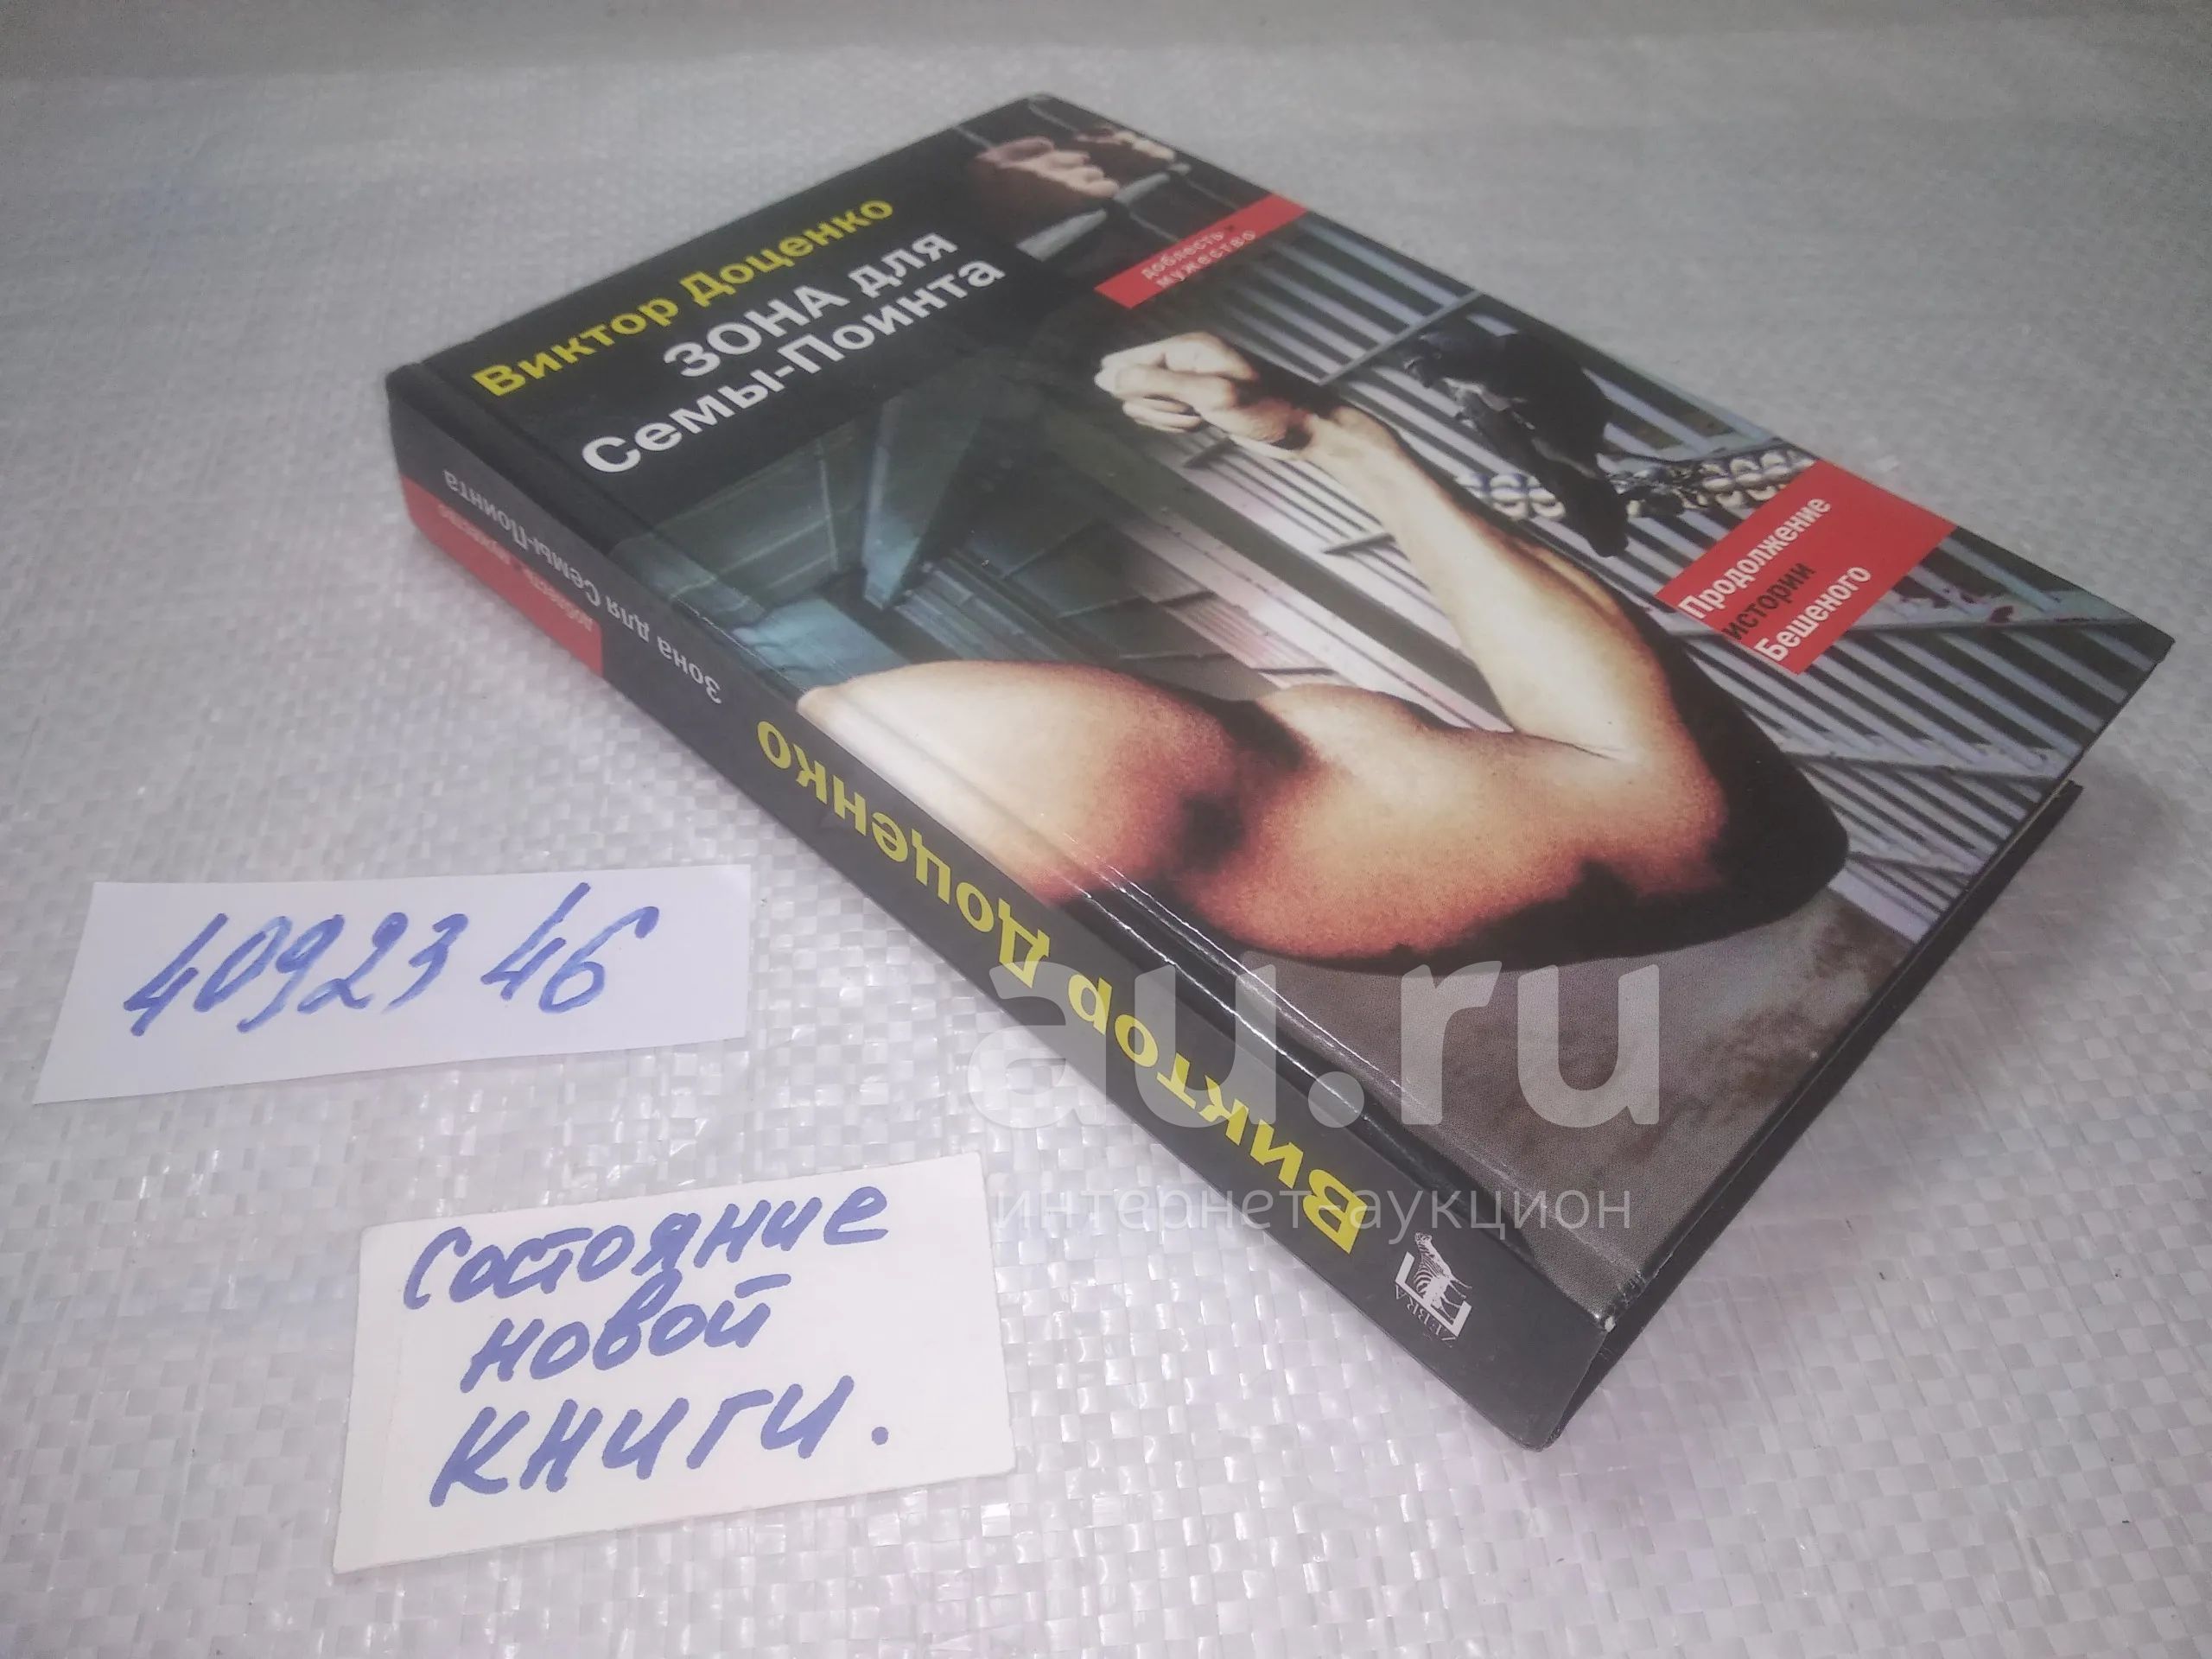 Виктор Доценко
ЗОНА для
Семы-Поинта
доблесть и
мужество
Продолжение
истории
Бешеного
доблесть мужество
Зона для Семы-Поинта
Виктор Доценко
ZEBRA E
4092346
Состояние
новой
книги.
au.ru
интернет-аукцион